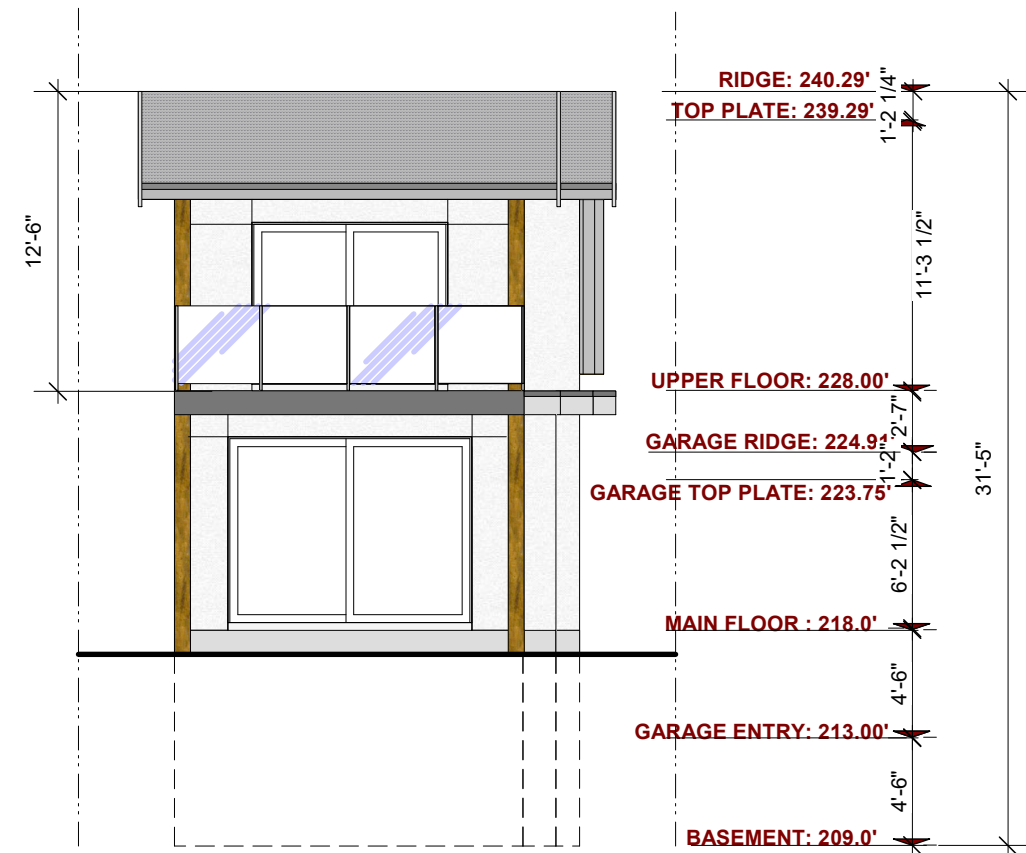 RIDGE: 240.29'
1'-2 1/4"
TOP PLATE: 239.29'
12'-6"
11'-3 1/2"
UPPER FLOOR: 228.00'
2'-7"
GARAGE RIDGE: 224.91'
1'-2"
31'-5"
GARAGE TOP PLATE: 223.75'
6'-2 1/2"
MAIN FLOOR : 218.0'
4'-6"
GARAGE ENTRY: 213.00'
4'-6"
BASEMENT: 209.0'